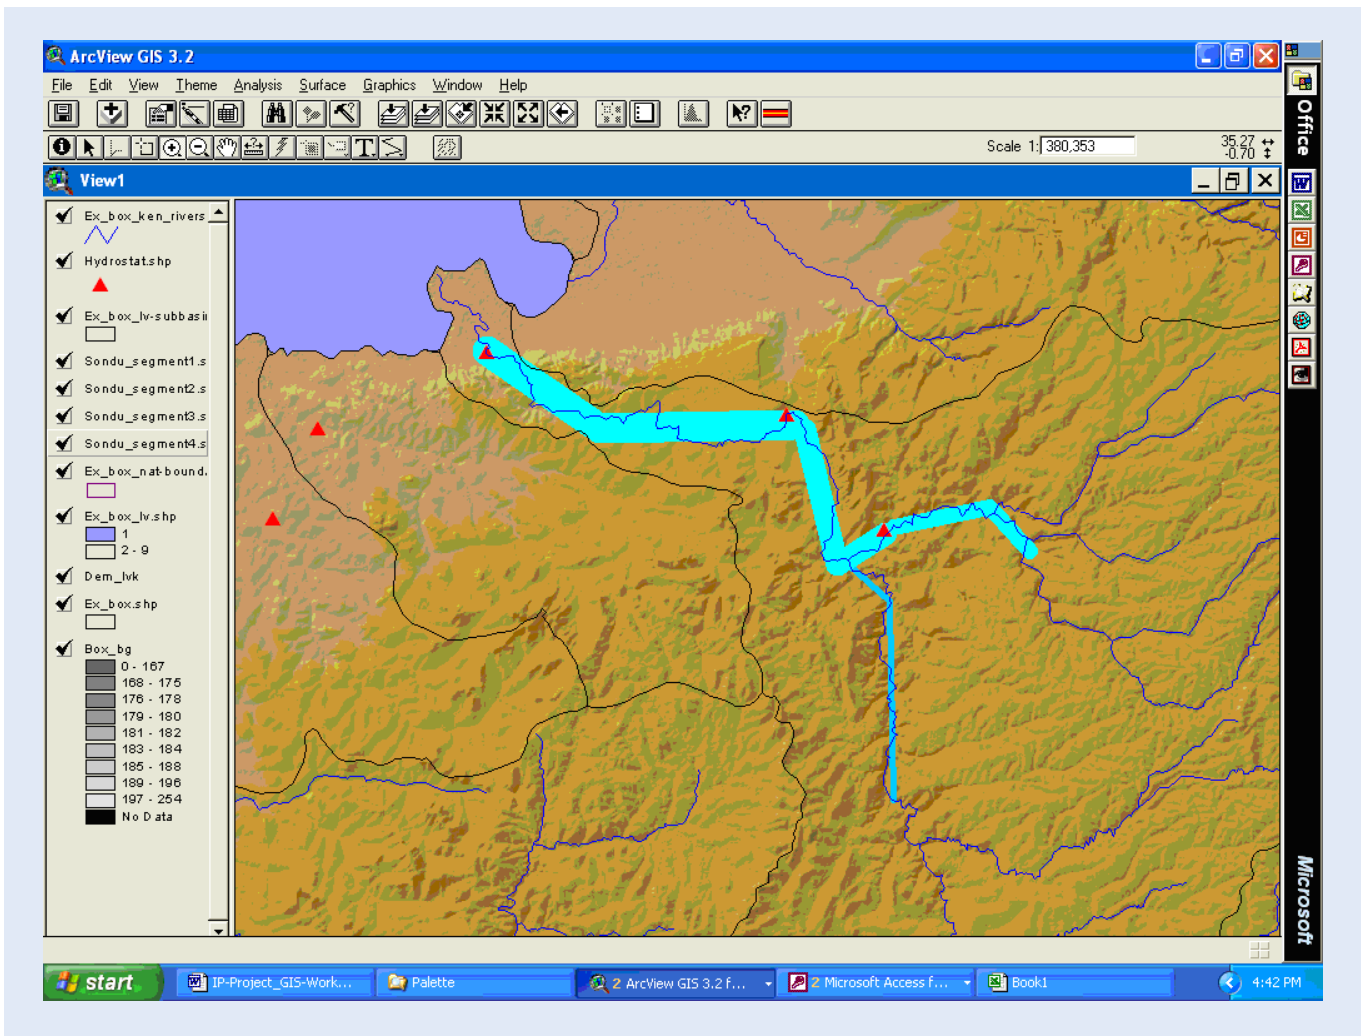 ArcView GIS 3.2
File Edit View Theme Analysis Surface Graphics Window Help
Scale 1: 380,353
35.27
-0.70
View1
Ex_box_ken_rivers
Hydrostat.shp
Ex_box_lv-subbasi
Sondu_segment1.s
Sondu_segment2.s
Sondu_segment3.s
Sondu_segment4.s
Ex_box_nat-bound.
Ex_box_lv.shp
1
2 - 9
Dem_lvk
Ex_box.shp
Box_bg
0 - 167
168 - 175
176 - 178
179 - 180
181 - 182
183 - 184
185 - 188
189 - 196
197 - 254
No Data
Office
Microsoft
start
IP-Project_GIS-Work...
Palette
2 ArcView GIS 3.2 f...
2 Microsoft Access f...
Book1
4:42 PM